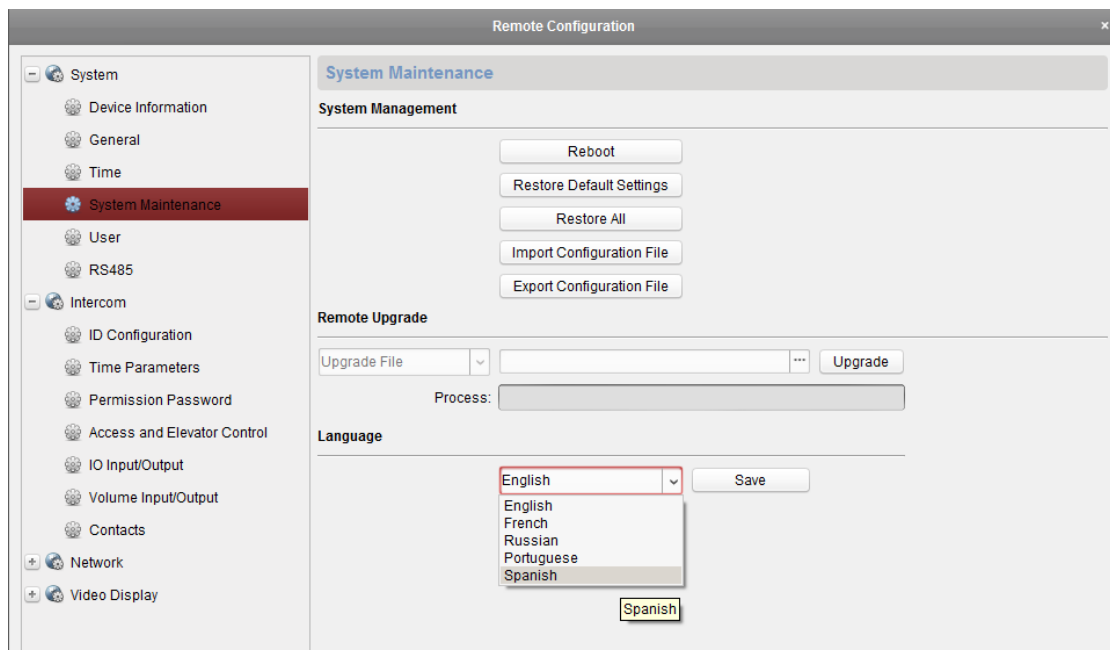 Remote Configuration
×
System
Device Information
General
Time
System Maintenance
User
RS485
Intercom
ID Configuration
Time Parameters
Permission Password
Access and Elevator Control
IO Input/Output
Volume Input/Output
Contacts
Network
Video Display
System Maintenance
System Management
Reboot
Restore Default Settings
Restore All
Import Configuration File
Export Configuration File
Remote Upgrade
Upgrade File ... Upgrade
Process:
Language
English Save
English
French
Russian
Portuguese
Spanish
Spanish